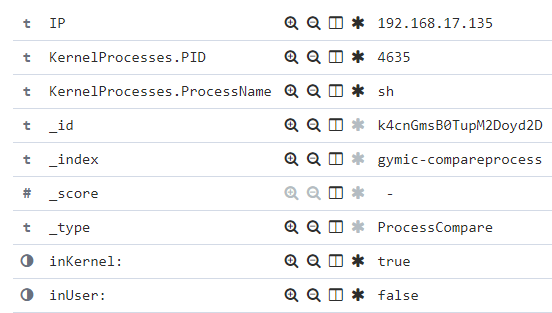 t IP 192.168.17.135
t KernelProcesses.PID 4635
t KernelProcesses.ProcessName sh
t _id k4cnGmsB0TupM2Doyd2D
t _index gymic-compareprocess
# _score -
t _type ProcessCompare
inKernel: true
inUser: false